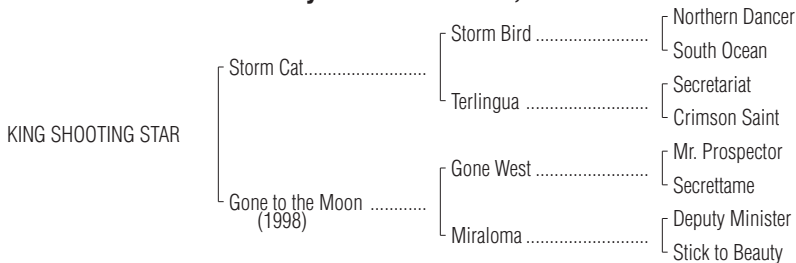 Northern Dancer
Storm Bird ........................
South Ocean
Storm Cat..........................
Secretariat
Terlingua ..........................
Crimson Saint
KING SHOOTING STAR
Mr. Prospector
Gone West ........................
Secrettame
Gone to the Moon ............
(1998)
Deputy Minister
Miraloma ..........................
Stick to Beauty